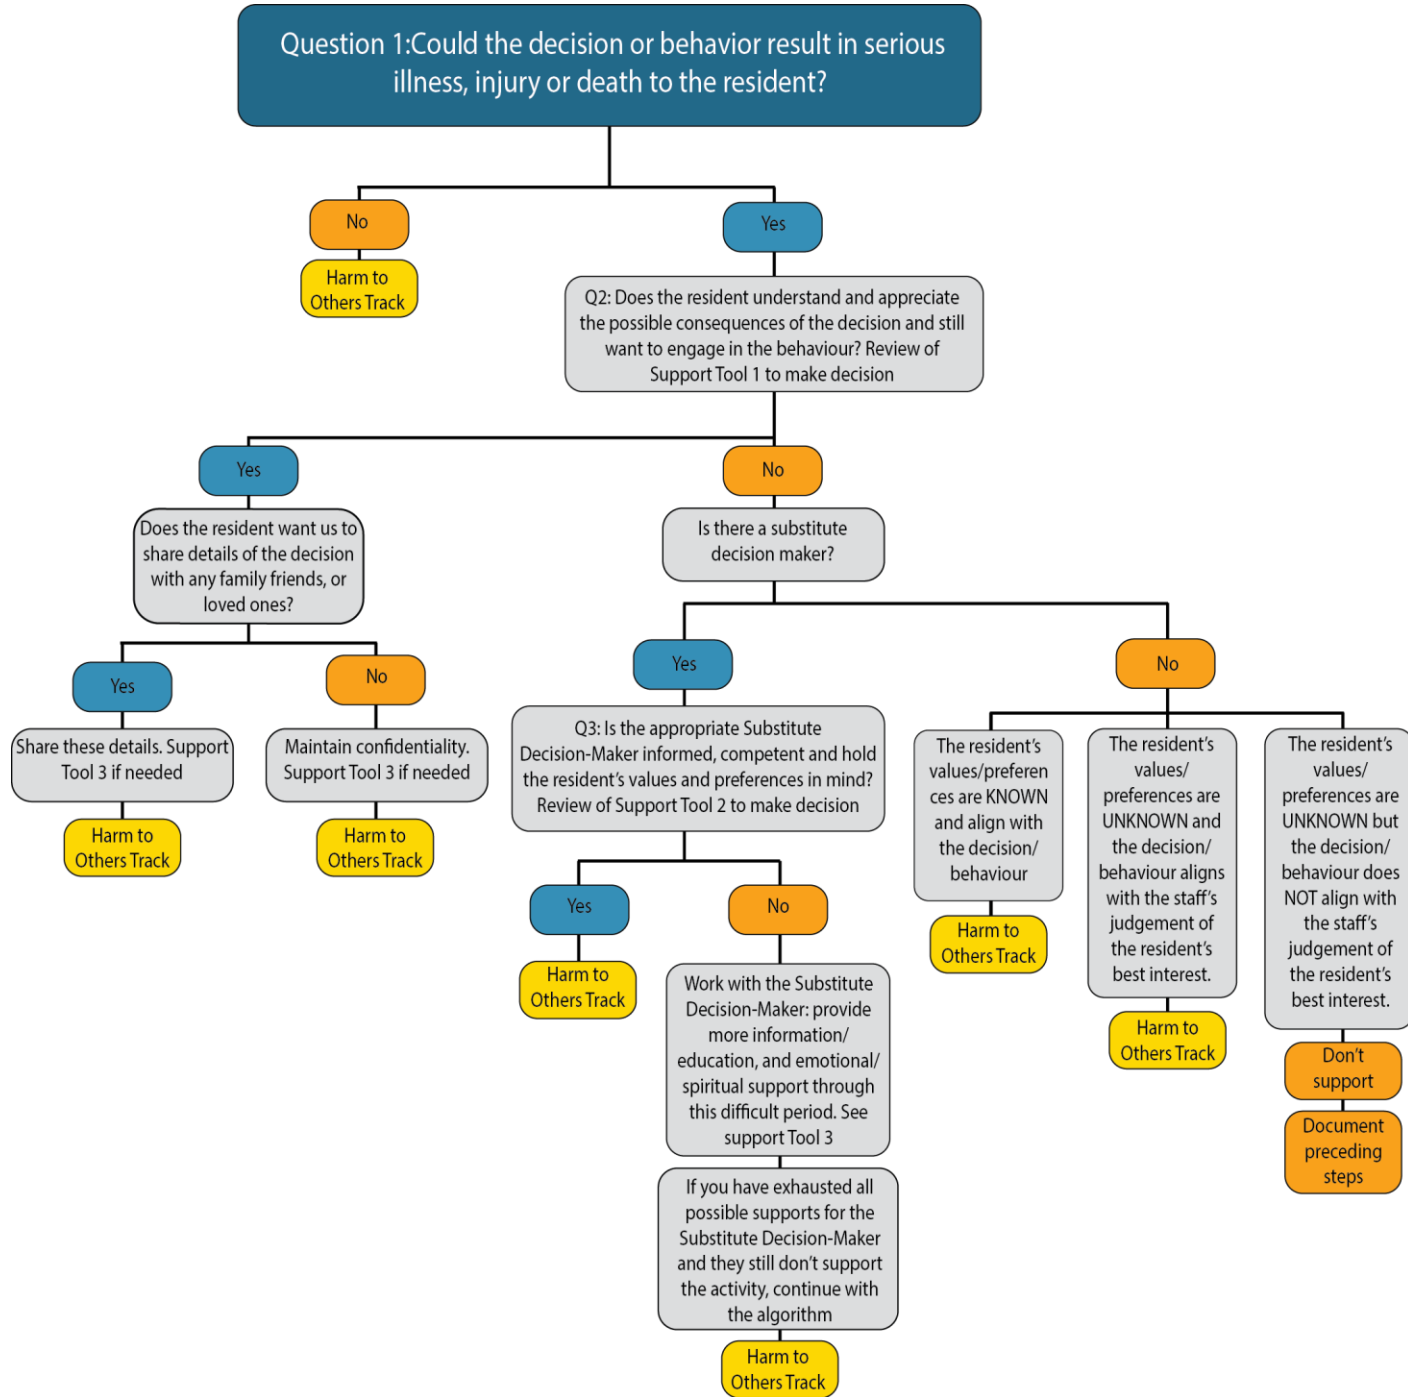 Question 1:Could the decision or behavior result in serious
illness, injury or death to the resident?
No
Yes
Harm to
Others Track
Q2: Does the resident understand and appreciate
the possible consequences of the decision and still
want to engage in the behaviour? Review of
Support Tool 1 to make decision
Yes
No
Does the resident want us to
share details of the decision
with any family friends, or
loved ones?
Is there a substitute
decision maker?
Yes
No
Yes
No
Share these details. Support
Tool 3 if needed
Maintain confidentiality.
Support Tool 3 if needed
Harm to
Others Track
Harm to
Others Track
Q3: Is the appropriate Substitute
Decision-Maker informed, competent and hold
the resident's values and preferences in mind?
Review of Support Tool 2 to make decision
The resident's
values/preferen
ces are KNOWN
and align with
the decision/
behaviour
The resident's
values/
preferences are
UNKNOWN and
the decision/
behaviour aligns
with the staff's
judgement of
the resident's
best interest.
The resident's
values/
preferences are
UNKNOWN but
the decision/
behaviour does
NOT align with
the staff's
judgement of
the resident's
best interest.
Yes
No
Harm to
Others Track
Harm to
Others Track
Work with the Substitute
Decision-Maker: provide
more information/
education, and emotional/
spiritual support through
this difficult period. See
support Tool 3
Harm to
Others Track
Don't
support
Document
preceding
steps
If you have exhausted all
possible supports for the
Substitute Decision-Maker
and they still don't support
the activity, continue with
the algorithm
Harm to
Others Track